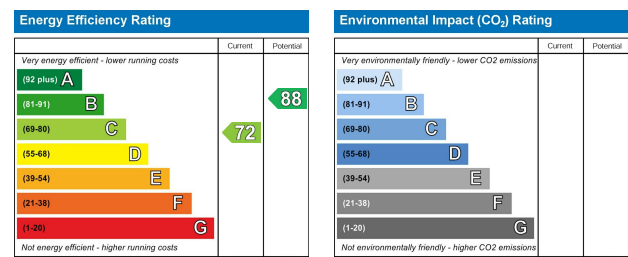 Energy Efficiency Rating
Current Potential
Very energy efficient - lower running costs
(92 plus) A
(81-91) B
88
(69-80) C
72
(55-68) D
(39-54) E
(21-38) F
(1-20) G
Not energy efficient - higher running costs
Environmental Impact (CO₂) Rating
Current Potential
Very environmentally friendly - lower CO2 emissions
(92 plus) A
(81-91) B
(69-80) C
(55-68) D
(39-54) E
(21-38) F
(1-20) G
Not environmentally friendly - higher CO2 emissions